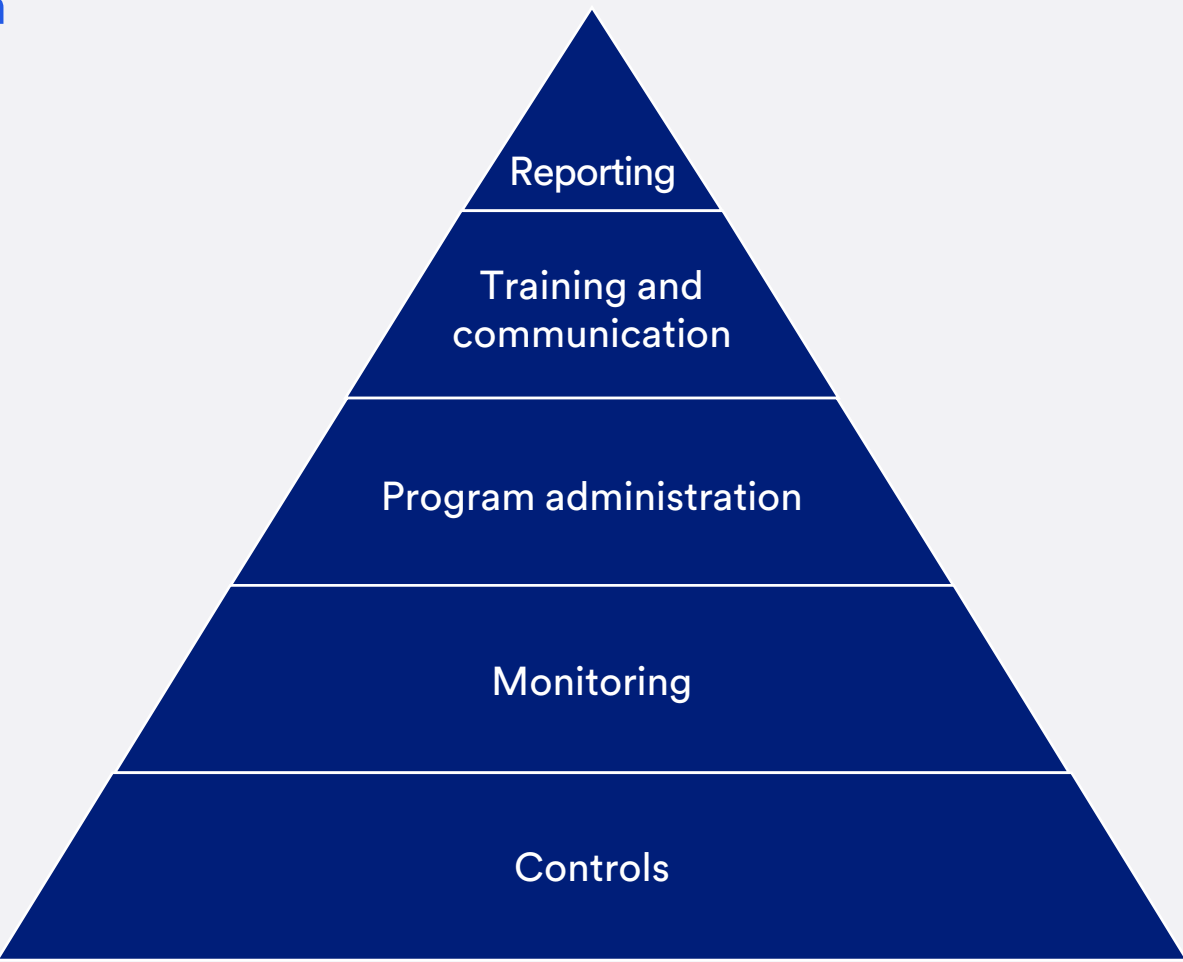 Reporting
Training and
communication
Program administration
Monitoring
Controls